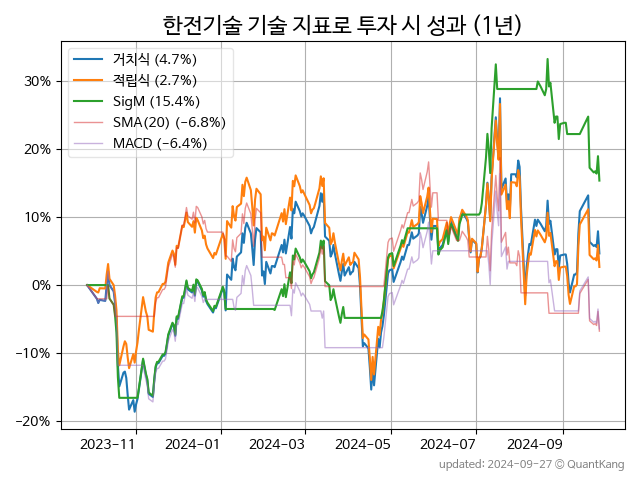 한전기술 기술 지표로 투자 시 성과 (1년)
거치식 (4.7%)
적립식 (2.7%)
SigM (15.4%)
SMA(20) (−6.8%)
MACD (−6.4%)
30%
20%
10%
0%
−10%
−20%
2023-11 2024-01 2024-03 2024-05 2024-07 2024-09
updated: 2024-09-27 ⓒ QuantKang